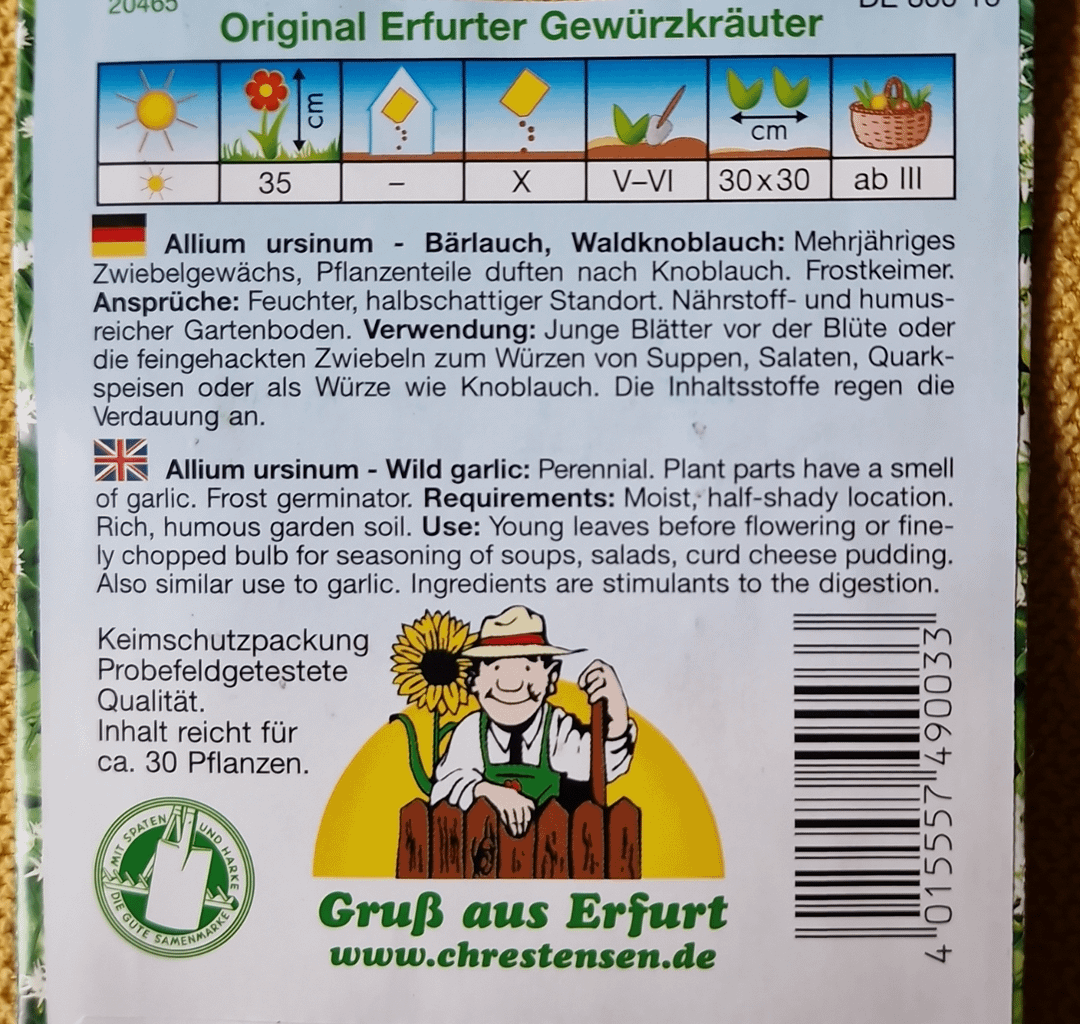 20465
Original Erfurter Gewürzkräuter
cm
cm
35 – X V–VI 30x30 ab III
Allium ursinum - Bärlauch, Waldknoblauch: Mehrjähriges
Zwiebelgewächs, Pflanzenteile duften nach Knoblauch. Frostkeimer.
Ansprüche: Feuchter, halbschattiger Standort. Nährstoff- und humus-
reicher Gartenboden. Verwendung: Junge Blätter vor der Blüte oder
die feingehackten Zwiebeln zum Würzen von Suppen, Salaten, Quark-
speisen oder als Würze wie Knoblauch. Die Inhaltsstoffe regen die
Verdauung an.
Allium ursinum - Wild garlic: Perennial. Plant parts have a smell
of garlic. Frost germinator. Requirements: Moist, half-shady location.
Rich, humous garden soil. Use: Young leaves before flowering or fine-
ly chopped bulb for seasoning of soups, salads, curd cheese pudding.
Also similar use to garlic. Ingredients are stimulants to the digestion.
Keimschutzpackung
Probefeldgetestete
Qualität.
Inhalt reicht für
ca. 30 Pflanzen.
MIT SPATEN UND HARKE
DIE GUTE SAMENMARKE
Gruß aus Erfurt
www.chrestensen.de
4 015557 490033